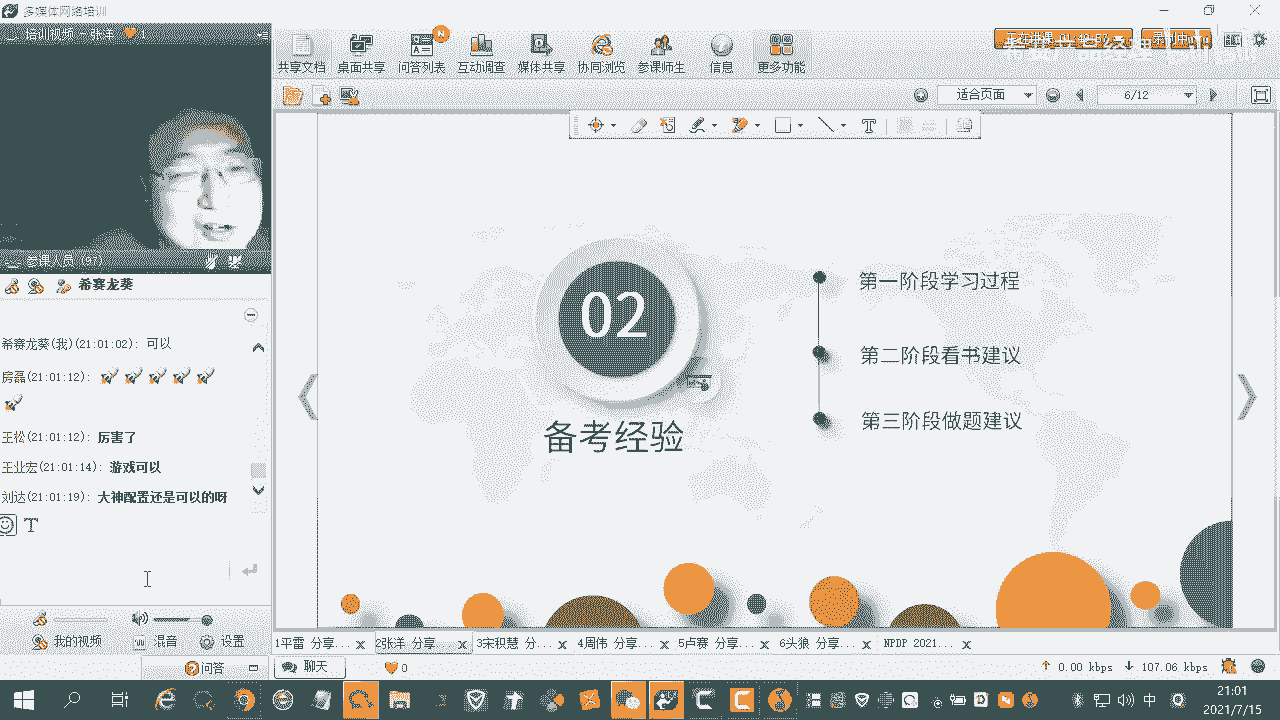 多媒体网络培训
培训视频 - 张洋 1
共享文档 桌面共享 问答列表 互动调查 媒体共享 协同浏览 参课师生 信息 更多功能
N
适合页面
6/12
希赛龙葵
希赛龙葵(我)(21:01:02): 可以
房磊(21:01:12):
王松(21:01:12): 厉害了
王业宏(21:01:14): 游戏可以
刘达(21:01:19): 大神配置还是可以的呀
T
我的视频 混音 设置
问答
02
备考经验
第一阶段学习过程
第二阶段看书建议
第三阶段做题建议
1平雷 分享...
2张洋 分享...
3宋积慧 分...
4周伟 分享...
5卢赛 分享...
6头狼 分享...
NPDP 2021...
聊天
0
0.00 kbps
107.06 kbps
中
21:01
2021/7/15